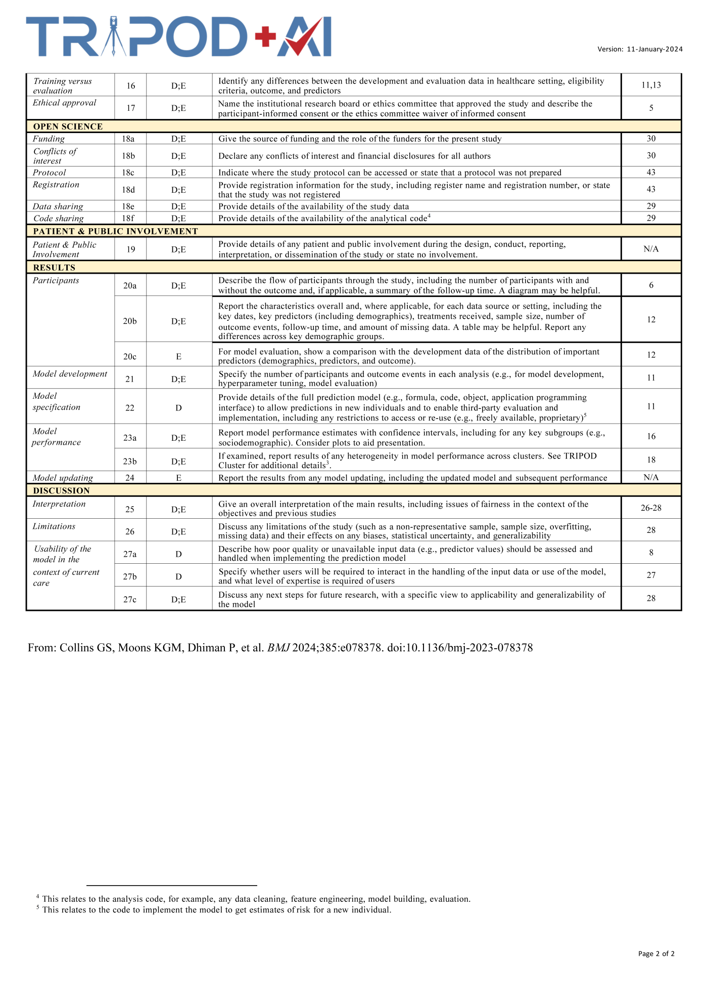 TRIPOD+AI
Version: 11-January-2024
Training versus evaluation 16 D;E Identify any differences between the development and evaluation data in healthcare setting, eligibility 11,13
criteria, outcome, and predictors
Ethical approval 17 D;E Name the institutional research board or ethics committee that approved the study and describe the 5
participant-informed consent or the ethics committee waiver of informed consent
OPEN SCIENCE
Funding 18a D;E Give the source of funding and the role of the funders for the present study 30
Conflicts of interest 18b D;E Declare any conflicts of interest and financial disclosures for all authors 30
Protocol 18c D;E Indicate where the study protocol can be accessed or state that a protocol was not prepared 43
Registration 18d D;E Provide registration information for the study, including register name and registration number, or state 43
that the study was not registered
Data sharing 18e D;E Provide details of the availability of the study data 29
Code sharing 18f D;E Provide details of the availability of the analytical code4 29
PATIENT & PUBLIC INVOLVEMENT
Patient & Public Involvement 19 D;E Provide details of any patient and public involvement during the design, conduct, reporting, N/A
interpretation, or dissemination of the study or state no involvement.
RESULTS
Participants 20a D;E Describe the flow of participants through the study, including the number of participants with and 6
without the outcome and, if applicable, a summary of the follow-up time. A diagram may be helpful.
20b D;E Report the characteristics overall and, where applicable, for each data source or setting, including the 12
key dates, key predictors (including demographics), treatments received, sample size, number of
outcome events, follow-up time, and amount of missing data. A table may be helpful. Report any
differences across key demographic groups.
20c E For model evaluation, show a comparison with the development data of the distribution of important 12
predictors (demographics, predictors, and outcome).
Model development 21 D;E Specify the number of participants and outcome events in each analysis (e.g., for model development, 11
hyperparameter tuning, model evaluation)
Model specification 22 D Provide details of the full prediction model (e.g., formula, code, object, application programming 11
interface) to allow predictions in new individuals and to enable third-party evaluation and
implementation, including any restrictions to access or re-use (e.g., freely available, proprietary)5
Model performance 23a D;E Report model performance estimates with confidence intervals, including for any key subgroups (e.g., 16
sociodemographic). Consider plots to aid presentation.
23b D;E If examined, report results of any heterogeneity in model performance across clusters. See TRIPOD 18
Cluster for additional details3.
Model updating 24 E Report the results from any model updating, including the updated model and subsequent performance N/A
DISCUSSION
Interpretation 25 D;E Give an overall interpretation of the main results, including issues of fairness in the context of the 26-28
objectives and previous studies
Limitations 26 D;E Discuss any limitations of the study (such as a non-representative sample, sample size, overfitting, 28
missing data) and their effects on any biases, statistical uncertainty, and generalizability
Usability of the model in the context of current care 27a D Describe how poor quality or unavailable input data (e.g., predictor values) should be assessed and 8
handled when implementing the prediction model
27b D Specify whether users will be required to interact in the handling of the input data or use of the model, 27
and what level of expertise is required of users
27c D;E Discuss any next steps for future research, with a specific view to applicability and generalizability of 28
the model
From: Collins GS, Moons KGM, Dhiman P, et al. BMJ 2024;385:e078378. doi:10.1136/bmj-2023-078378
4 This relates to the analysis code, for example, any data cleaning, feature engineering, model building, evaluation.
5 This relates to the code to implement the model to get estimates of risk for a new individual.
Page 2 of 2